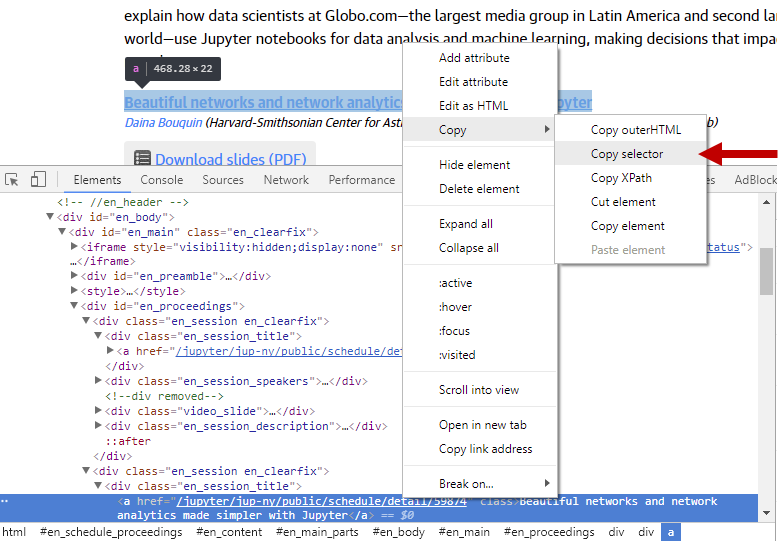 explain how data scientists at Globo.com—the largest media group in Latin America and second lar
world—use Jupyter notebooks for data analysis and machine learning, making decisions that impa
a 468.28 × 22
Beautiful networks and network analytics yter
Daina Bouquin (Harvard-Smithsonian Center for Ast b)
Download slides (PDF)
Add attribute
Edit attribute
Edit as HTML
Copy
Hide element
Delete element
Expand all
Collapse all
:active
:hover
:focus
:visited
Scroll into view
Open in new tab
Copy link address
Break on...
Copy outerHTML
Copy selector
Copy XPath
Cut element
Copy element
Paste element
Elements Console Sources Network Performance es AdBlock
<!-- //en_header -->
<div id="en_body">
<div id="en_main" class="en_clearfix">
<iframe style="visibility:hidden;display:none" sr tatus">
…</iframe>
<div id="en_preamble">…</div>
<style>…</style>
<div id="en_proceedings">
<div class="en_session en_clearfix">
<div class="en_session_title">
<a href="/jupyter/jup-ny/public/schedule/det
</div>
<div class="en_session_speakers">…</div>
<!--div removed-->
<div class="video_slide">…</div>
<div class="en_session_description">…</div>
::after
</div>
<div class="en_session en_clearfix">
<div class="en_session_title">
<a href="/jupyter/jup-ny/public/schedule/detail/59874" class>Beautiful networks and network
analytics made simpler with Jupyter</a> == $0
html #en_schedule_proceedings #en_content #en_main_parts #en_body #en_main #en_proceedings div div a